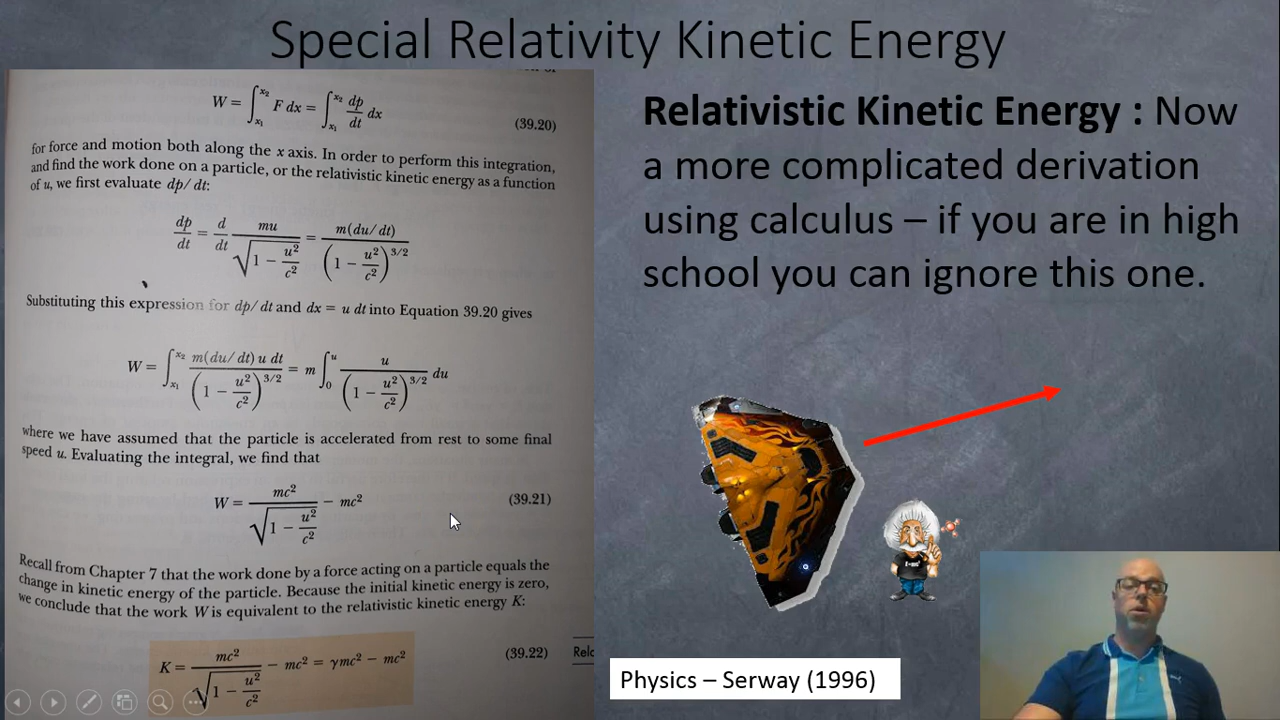 Special Relativity Kinetic Energy
W = ∫_{x₁}^{x₂} F dx = ∫_{x₁}^{x₂} dp/dt dx
(39.20)
for force and motion both along the x axis. In order to perform this integration,
and find the work done on a particle, or the relativistic kinetic energy as a function
of u, we first evaluate dp/dt:
dp/dt = d/dt mu/√(1 − u²/c²) = m(du/dt)/(1 − u²/c²)^{3/2}
Substituting this expression for dp/dt and dx = u dt into Equation 39.20 gives
W = ∫_{x₁}^{x₂} m(du/dt) u dt/(1 − u²/c²)^{3/2} = m ∫_0^u u/(1 − u²/c²)^{3/2} du
where we have assumed that the particle is accelerated from rest to some final
speed u. Evaluating the integral, we find that
W = mc²/√(1 − u²/c²) − mc²
(39.21)
Recall from Chapter 7 that the work done by a force acting on a particle equals the
change in kinetic energy of the particle. Because the initial kinetic energy is zero,
we conclude that the work W is equivalent to the relativistic kinetic energy K:
K = mc²/√(1 − u²/c²) − mc² = γmc² − mc²
(39.22)
Rela
Relativistic Kinetic Energy : Now
a more complicated derivation
using calculus – if you are in high
school you can ignore this one.
Physics – Serway (1996)